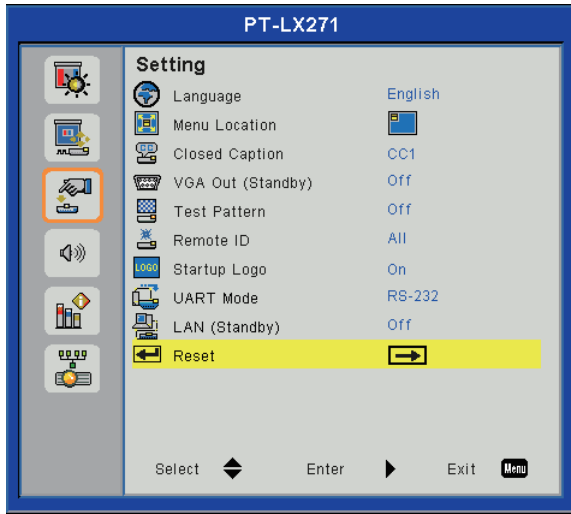 PT-LX271
Setting
Language English
Menu Location
Closed Caption CC1
VGA Out (Standby) Off
Test Pattern Off
Remote ID All
LOGO Startup Logo On
UART Mode RS-232
LAN (Standby) Off
Reset
Select Enter Exit Menu